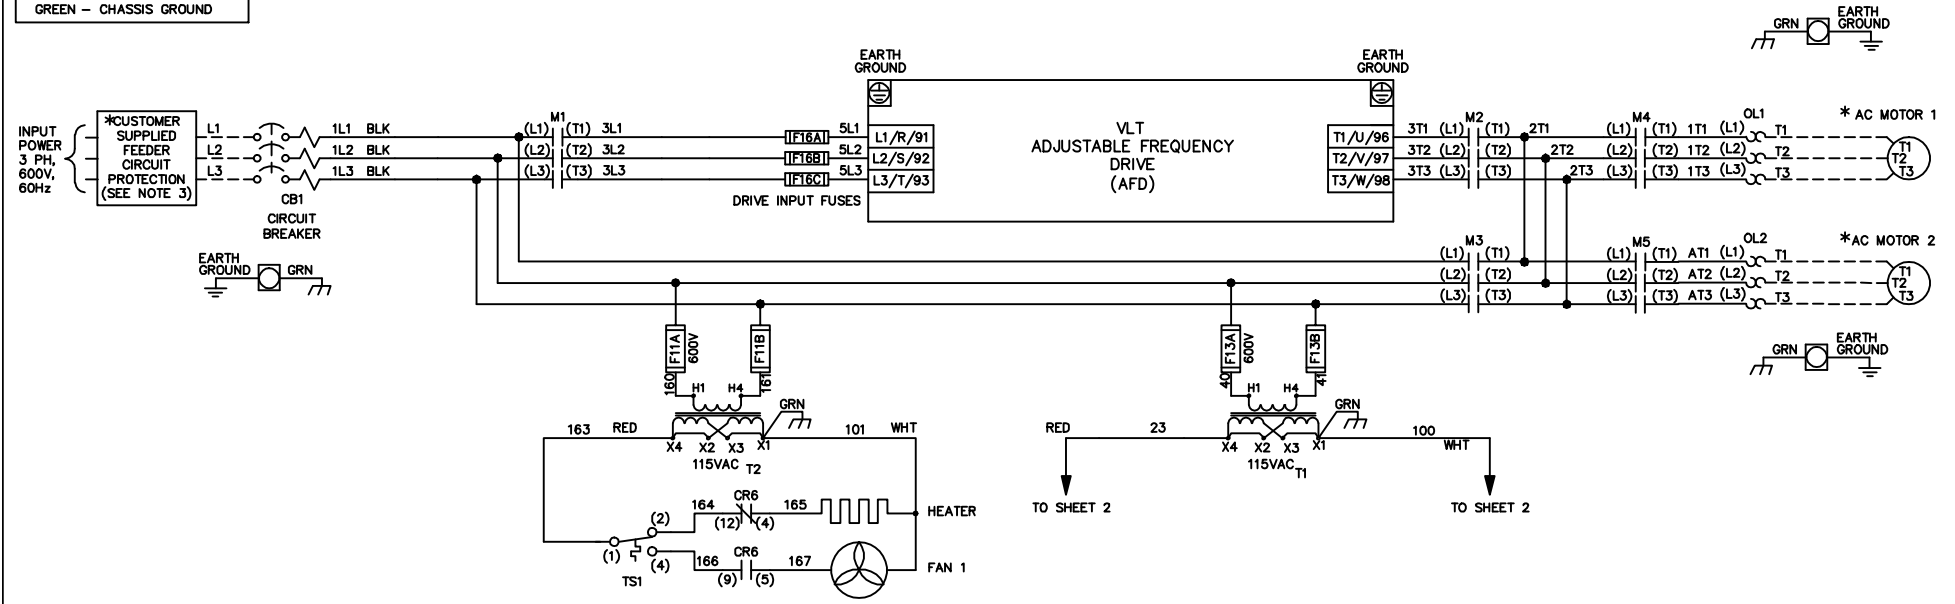 GREEN – CHASSIS GROUND
GRN
EARTH
GROUND
EARTH
GROUND
EARTH
GROUND
INPUT
POWER
3 PH,
600V,
60Hz
*CUSTOMER
SUPPLIED
FEEDER
CIRCUIT
PROTECTION
(SEE NOTE 3)
L1
L2
L3
CB1
CIRCUIT
BREAKER
1L1 BLK
1L2 BLK
1L3 BLK
M1
(L1) (T1) 3L1
(L2) (T2) 3L2
(L3) (T3) 3L3
F16A
F16B
F16C
DRIVE INPUT FUSES
5L1
5L2
5L3
L1/R/91
L2/S/92
L3/T/93
VLT
ADJUSTABLE FREQUENCY
DRIVE
(AFD)
T1/U/96
T2/V/97
T3/W/98
3T1 (L1) (T1) 2T1
3T2 (L2) (T2) 2T2
3T3 (L3) (T3) 2T3
M2
M4
(L1) (T1) 1T1 (L1) T1
(L2) (T2) 1T2 (L2) T2
(L3) (T3) 1T3 (L3) T3
OL1
* AC MOTOR 1
T1
T2
T3
EARTH
GROUND
GRN
M3
(L1) (T1)
(L2) (T2)
(L3) (T3)
M5
(L1) (T1) AT1 (L1) T1
(L2) (T2) AT2 (L2) T2
(L3) (T3) AT3 (L3) T3
OL2
*AC MOTOR 2
T1
T2
T3
GRN
EARTH
GROUND
F11A
600V
F11B
160
161
H1 H4
GRN
163 RED
X4 X2 X3 X1
101 WHT
115VAC T2
F13A
600V
F13B
40
41
H1 H4
GRN
RED 23
X4 X2 X3 X1
100
WHT
115VAC T1
TO SHEET 2
TO SHEET 2
164 CR6 165
(12) (4)
HEATER
(1)
(2)
(4)
TS1
166 CR6 167
(9) (5)
FAN 1